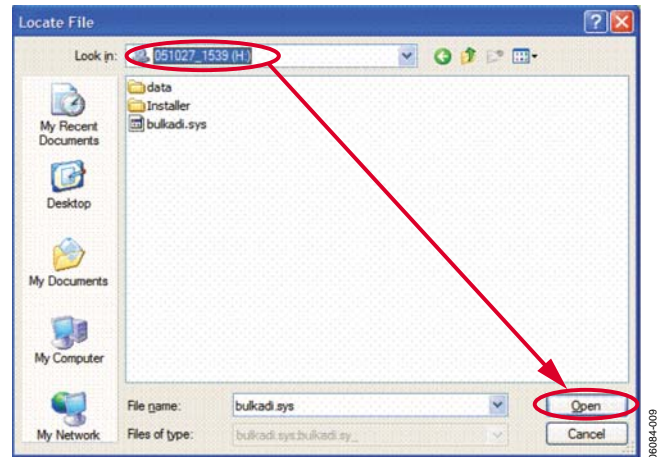 Locate File
Look in:
051027_1539 (H:)
data
Installer
bulkadi.sys
My Recent
Documents
Desktop
My Documents
My Computer
My Network
File name:
bulkadi.sys
Open
Files of type:
bulkadi.sys;bulkadi.sy_
Cancel
06084-009